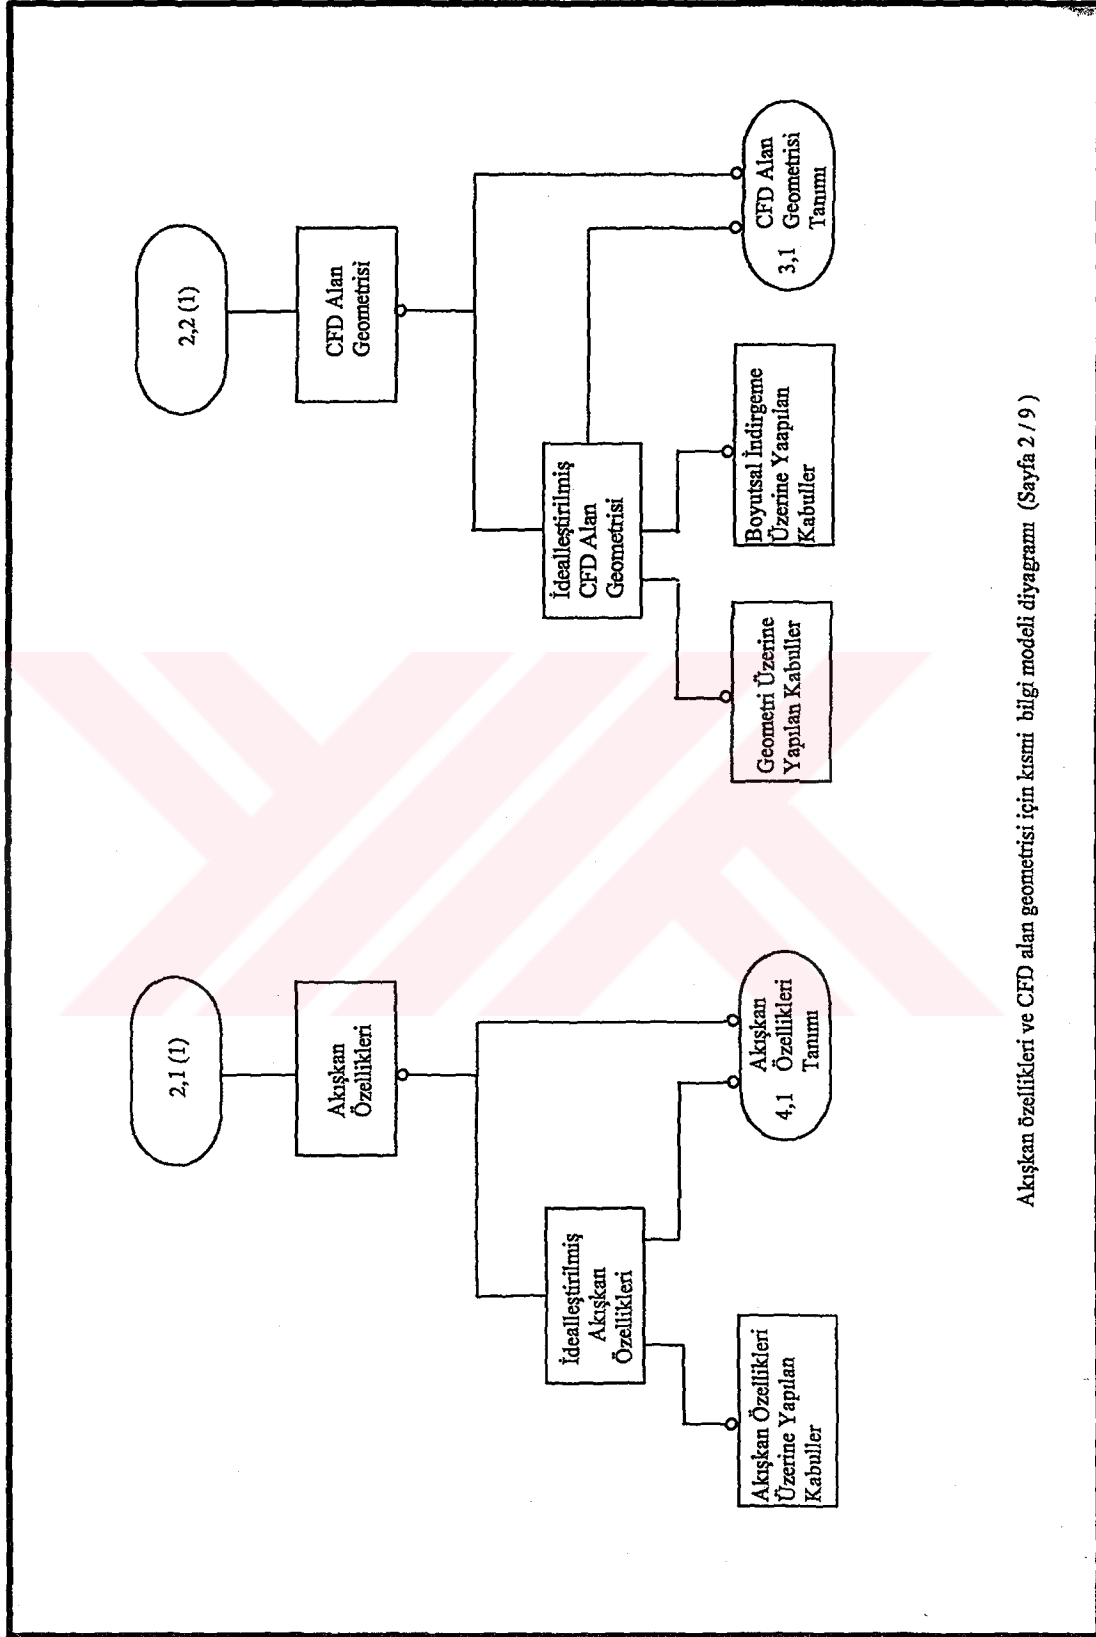 2,1 (1)
Akışkan
Özellikleri
İdealleştirilmiş
Akışkan
Özellikleri
Akışkan Özellikleri
Üzerine Yapılan
Kabuller
4,1 Akışkan
Özellikleri
Tanımı
2,2 (1)
CFD Alan
Geometrisi
İdealleştirilmiş
CFD Alan
Geometrisi
Geometri Üzerine
Yapılan Kabuller
Boyutsal İndirgeme
Üzerine Yaapılan
Kabuller
3,1 CFD Alan
Geometrisi
Tanımı
Akışkan özellikleri ve CFD alan geometrisi için kısmi bilgi modeli diyagramı (Sayfa 2 / 9 )